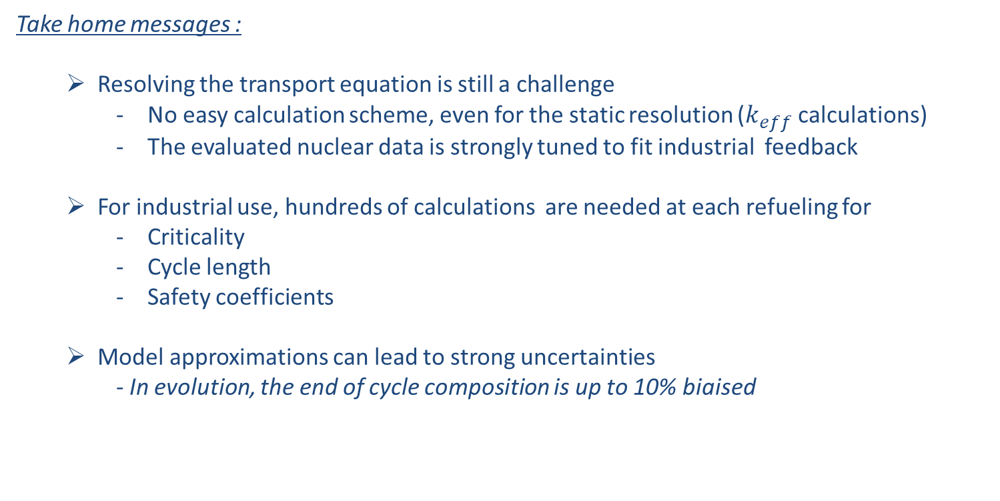 Take home messages :
➢ Resolving the transport equation is still a challenge
- No easy calculation scheme, even for the static resolution (k_eff calculations)
- The evaluated nuclear data is strongly tuned to fit industrial feedback
➢ For industrial use, hundreds of calculations are needed at each refueling for
- Criticality
- Cycle length
- Safety coefficients
➢ Model approximations can lead to strong uncertainties
- In evolution, the end of cycle composition is up to 10% biaised